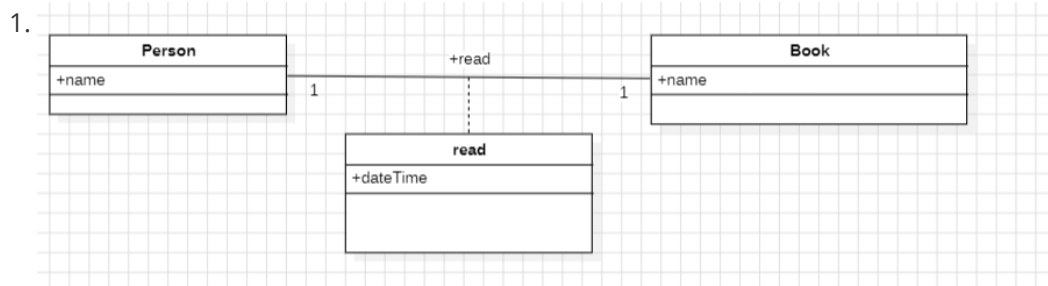 1.
Person
+name
+read
1
1
Book
+name
read
+dateTime